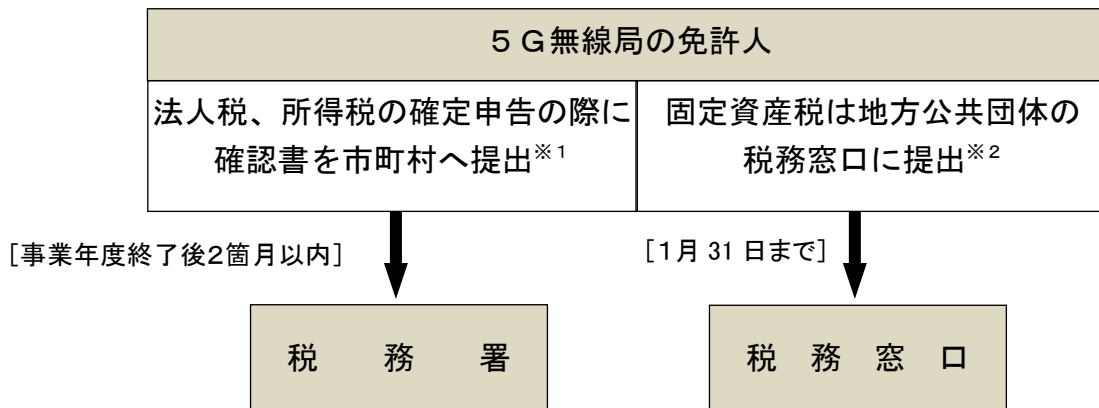 ５Ｇ無線局の免許人
法人税、所得税の確定申告の際に
確認書を市町村へ提出※１
固定資産税は地方公共団体の
税務窓口に提出※２
［事業年度終了後２箇月以内］
［１月 31 日まで］
税　務　署
税　務　窓　口